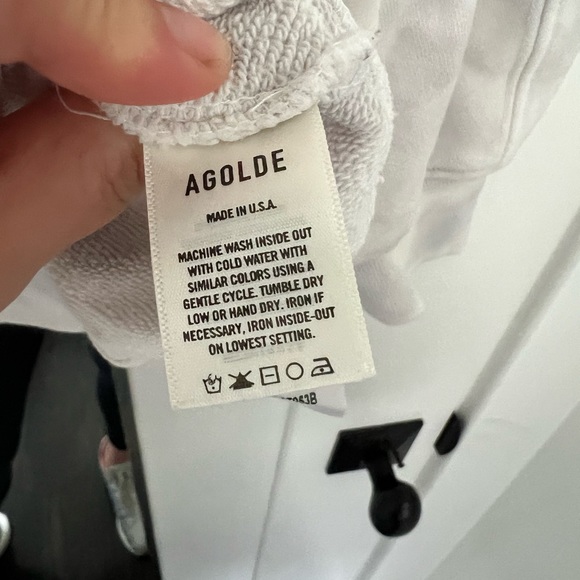 AGOLDE
MADE IN U.S.A.
MACHINE WASH INSIDE OUT
WITH COLD WATER WITH
SIMILAR COLORS USING A
GENTLE CYCLE. TUMBLE DRY
LOW OR HAND DRY. IRON IF
NECESSARY, IRON INSIDE-OUT
ON LOWEST SETTING.